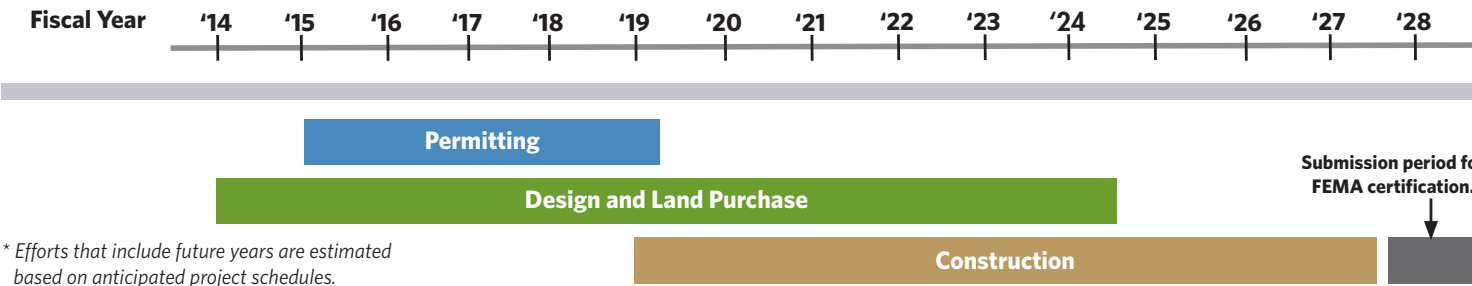 Fiscal Year ‘14 ‘15 ‘16 ‘17 ‘18 ‘19 ‘20 ‘21 ‘22 ‘23 ‘24 ‘25 ‘26 ‘27 ‘28
Permitting
Submission period fo
FEMA certification.
Design and Land Purchase
* Efforts that include future years are estimated
based on anticipated project schedules.
Construction